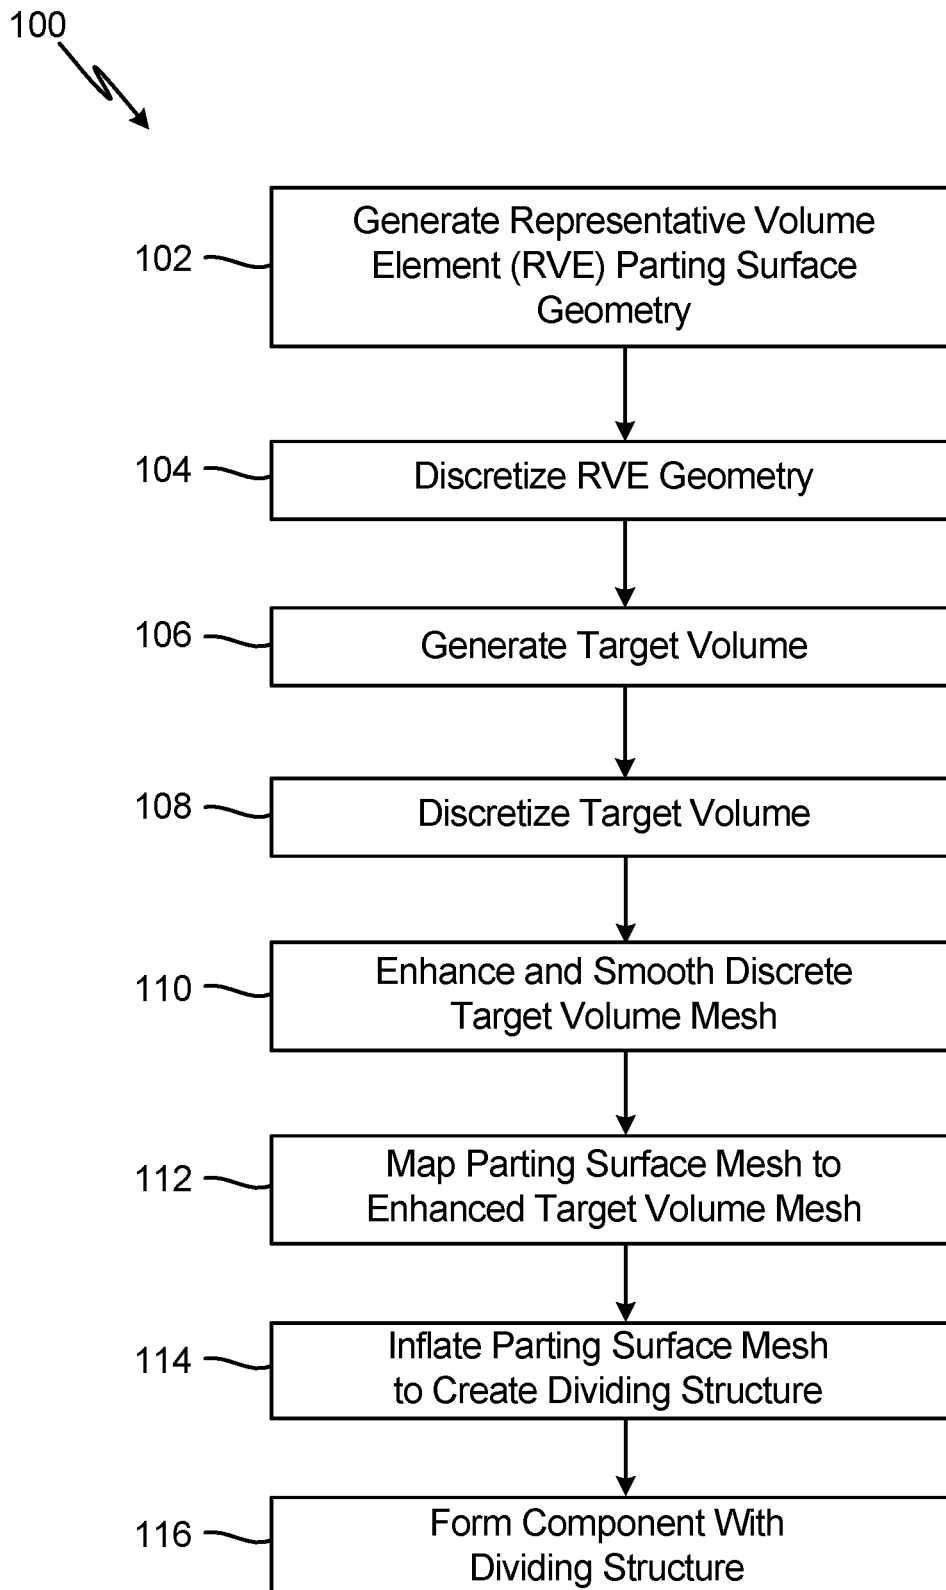 100
102
Generate Representative Volume
Element (RVE) Parting Surface
Geometry
104
Discretize RVE Geometry
106
Generate Target Volume
108
Discretize Target Volume
110
Enhance and Smooth Discrete
Target Volume Mesh
112
Map Parting Surface Mesh to
Enhanced Target Volume Mesh
114
Inflate Parting Surface Mesh
to Create Dividing Structure
116
Form Component With
Dividing Structure